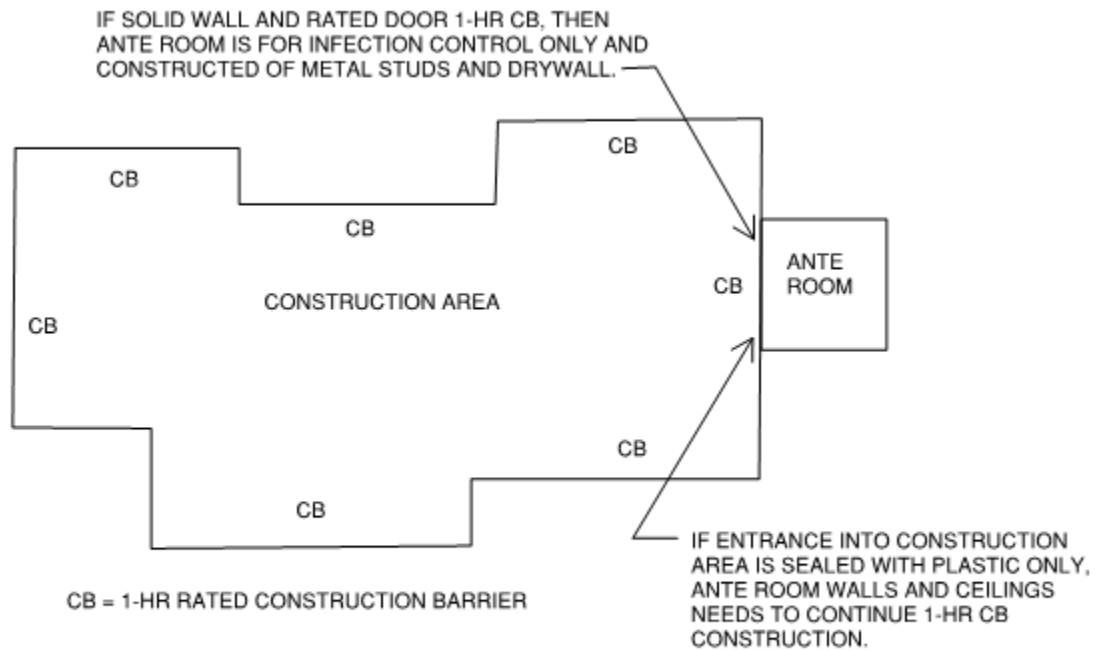 IF SOLID WALL AND RATED DOOR 1-HR CB, THEN
ANTE ROOM IS FOR INFECTION CONTROL ONLY AND
CONSTRUCTED OF METAL STUDS AND DRYWALL.
CB
CB
CB
CB
CONSTRUCTION AREA
CB
ANTE
ROOM
CB
CB
IF ENTRANCE INTO CONSTRUCTION
AREA IS SEALED WITH PLASTIC ONLY,
ANTE ROOM WALLS AND CEILINGS
NEEDS TO CONTINUE 1-HR CB
CONSTRUCTION.
CB = 1-HR RATED CONSTRUCTION BARRIER